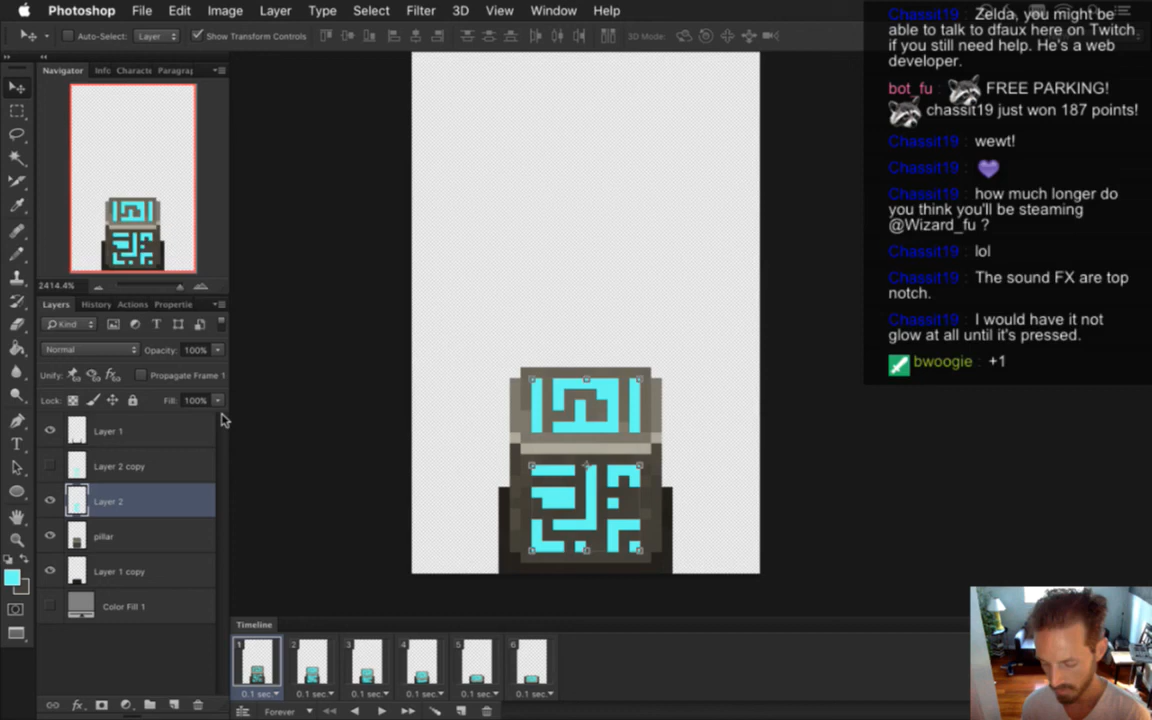 Photoshop File Edit Image Layer Type Select Filter 3D View Window Help
Auto-Select: Layer Show Transform Controls 3D Mode:
Navigator Info Characte Paragraş
2414.4%
Layers History Actions Propertie
Kind
Normal Opacity: 100%
Unify: Propagate Frame 1
Lock: Fill: 100%
Layer 1
Layer 2 copy
Layer 2
pillar
Layer 1 copy
Color Fill 1
fx
Timeline
1 2 3 4 5 6
0.1 sec. 0.1 sec. 0.1 sec. 0.1 sec. 0.1 sec. 0.1 sec.
Forever
Chassit19 : Zelda, you might be
able to talk to dfaux here on Twitch
if you still need help. He's a web
developer.
bot_fu : FREE PARKING!
chassit19 just won 187 points!
Chassit19 : wewt!
Chassit19 :
Chassit19 : how much longer do
you think you'll be steaming
@Wizard_fu ?
Chassit19 : lol
Chassit19 : The sound FX are top
notch.
Chassit19 : I would have it not
glow at all until it's pressed.
bwoogie : +1